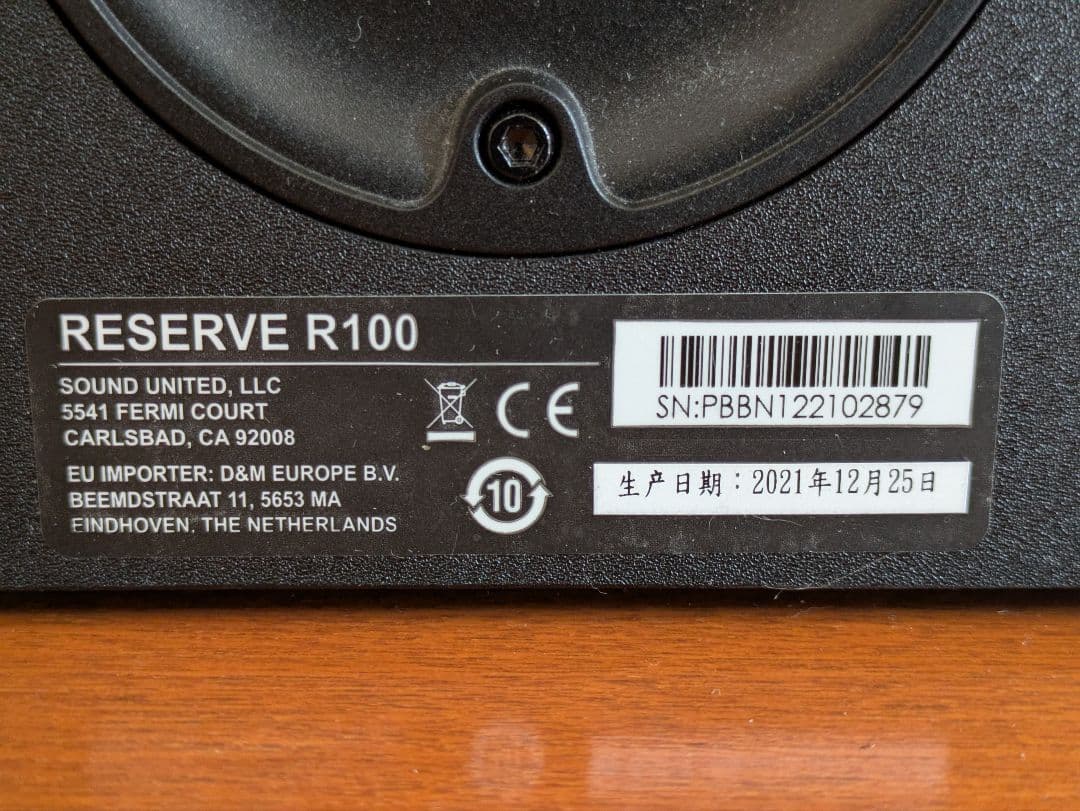 RESERVE R100
SOUND UNITED, LLC
5541 FERMI COURT
CARLSBAD, CA 92008
EU IMPORTER: D&M EUROPE B.V.
BEEMDSTRAAT 11, 5653 MA
EINDHOVEN, THE NETHERLANDS
CE
10
SN:PBBN122102879
生产日期：2021年12月25日